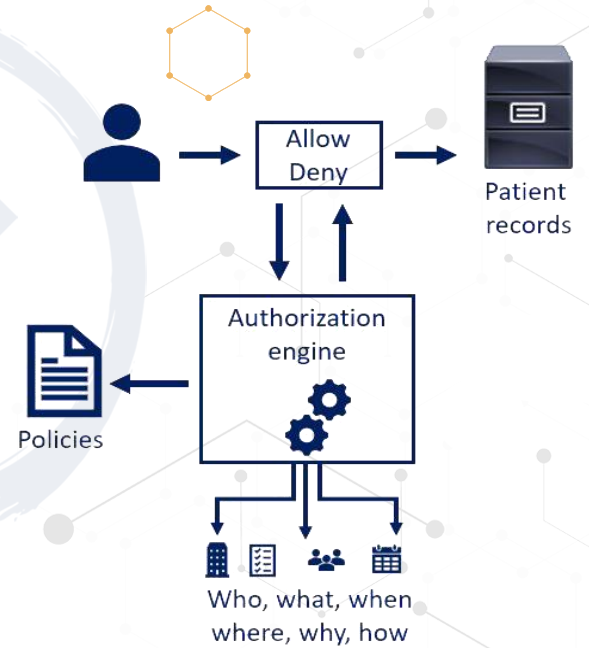 Allow
Deny
Patient
records
Authorization
engine
Policies
Who, what, when
where, why, how